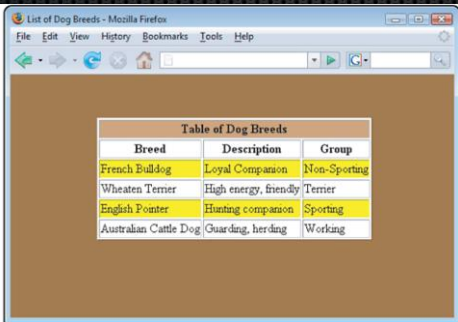 List of Dog Breeds - Mozilla Firefox
File Edit View History Bookmarks Tools Help
G
Table of Dog Breeds
Breed Description Group
French Bulldog Loyal Companion Non-Sporting
Wheaten Terrier High energy, friendly Terrier
English Pointer Hunting companion Sporting
Australian Cattle Dog Guarding, herding Working